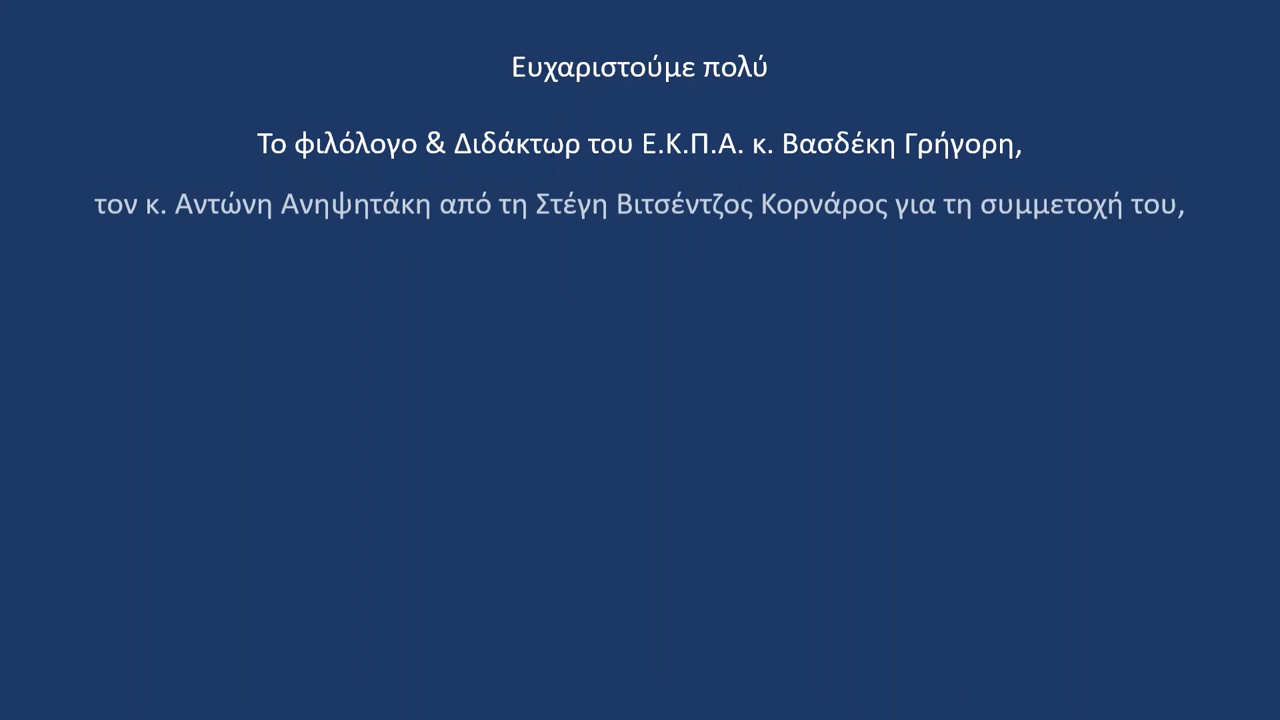 Ευχαριστούμε πολύ
Το φιλόλογο & Διδάκτωρ του Ε.Κ.Π.Α. κ. Βασδέκη Γρήγορη,
τον κ. Αντώνη Ανηψητάκη από τη Στέγη Βιτσέντζος Κορνάρος για τη συμμετοχή του,